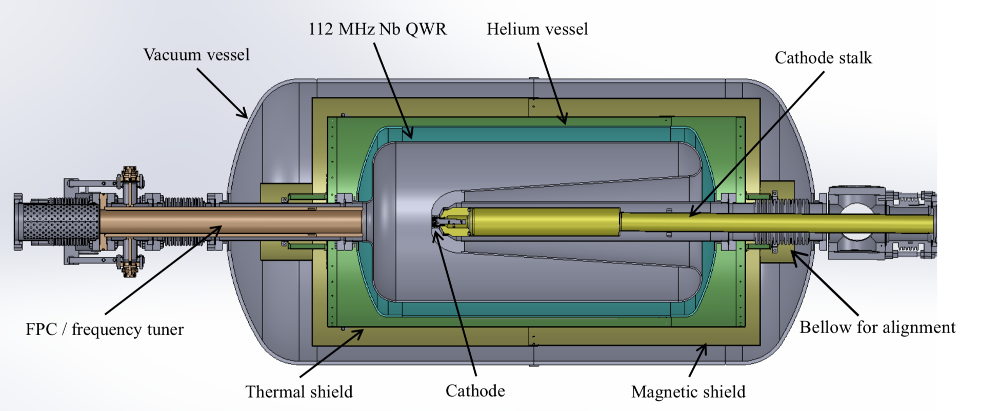 112 MHz Nb QWR
Helium vessel
Vacuum vessel
Cathode stalk
FPC / frequency tuner
Bellow for alignment
Thermal shield
Cathode
Magnetic shield